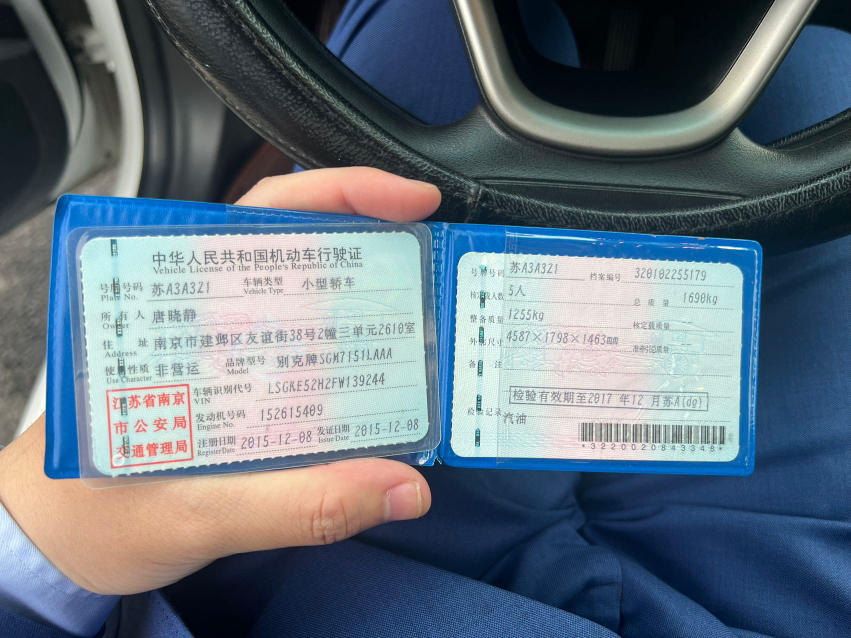 中华人民共和国机动车行驶证
Vehicle License of the People's Republic of China
号牌号码 苏A3A3Z1 车辆类型 小型轿车
Plate No. Vehicle Type
所 有 人 唐晓静
Owner
住 址 南京市建邺区友谊街38号2幢三单元2610室
Address
使用性质 非营运 品牌型号 别克牌SGM7151LAAA
Use Character Model
车辆识别代号 LSGKE52H2FW139244
VIN
发动机号码 152615409
Engine No.
注册日期 2015-12-08 发证日期 2015-12-08
Register Date Issue Date
江苏省南京
市公安局
交通管理局
号牌号码 苏A3A3Z1 档案编号 320102255179
核定载人数 5人 总 质 量 1690kg
整备质量 1255kg 核定载质量
外廓尺寸 4587×1798×1463 准牵引总质量 --
备 注
检验有效期至2017 年12 月苏A(dg)
检验记录
汽油
*3220020843348*